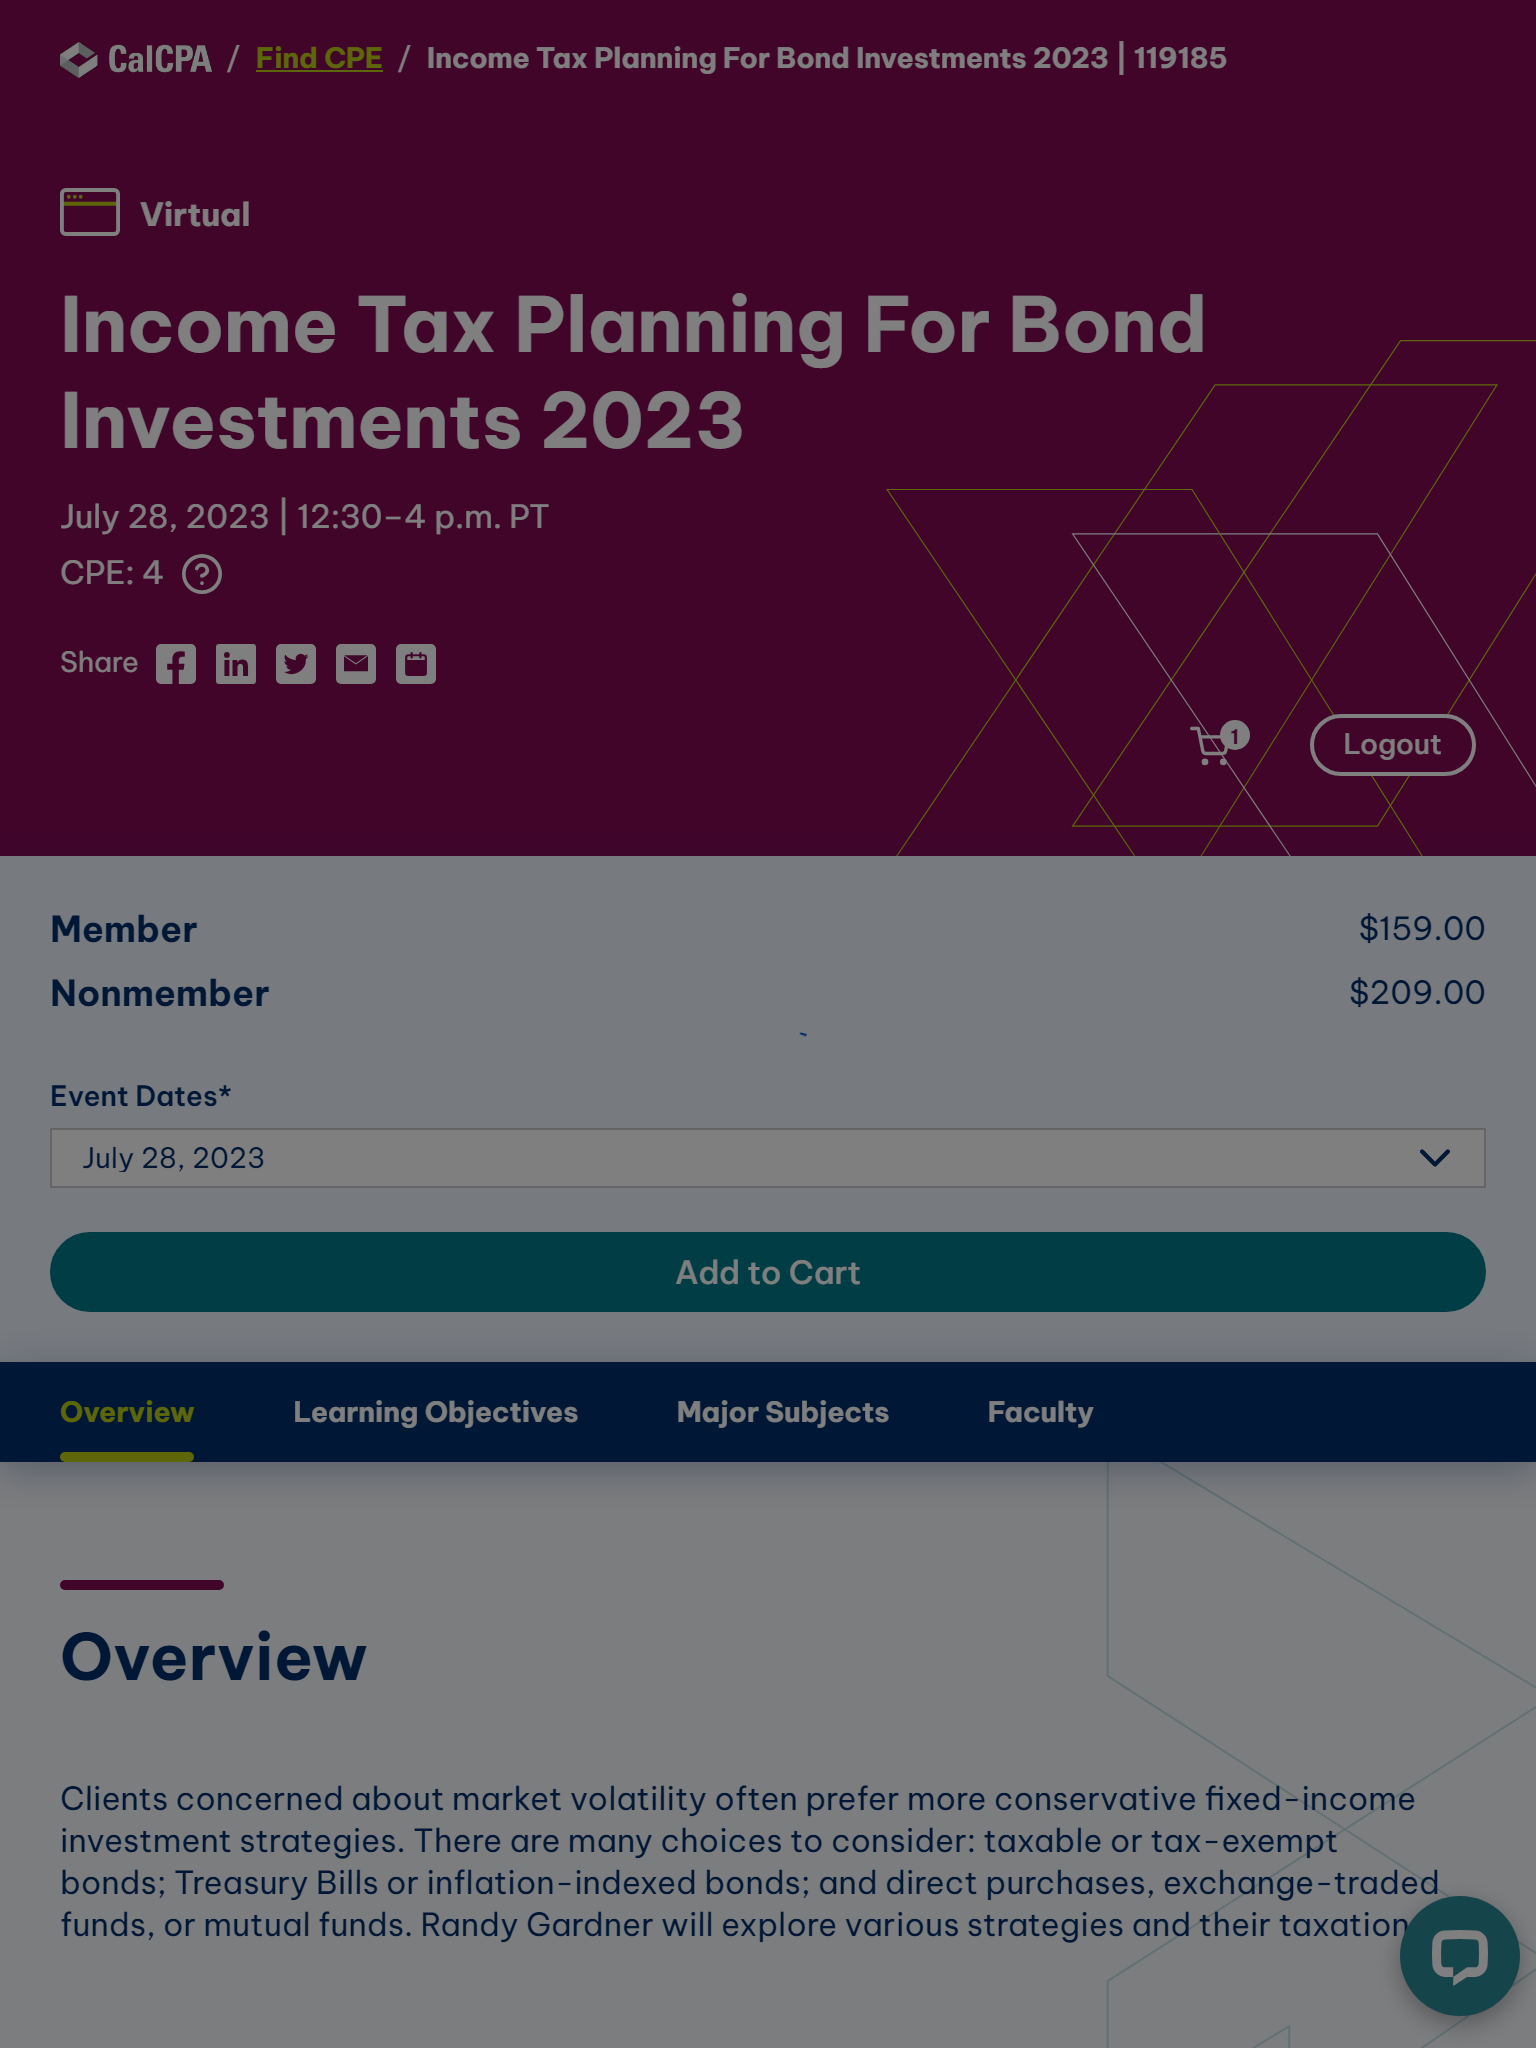 CalCPA / Find CPE / Income Tax Planning For Bond Investments 2023 | 119185
Virtual
Income Tax Planning For Bond
Investments 2023
July 28, 2023 | 12:30–4 p.m. PT
CPE: 4 ?
Share
1
Logout
Member $159.00
Nonmember $209.00
Event Dates*
July 28, 2023
Add to Cart
Overview Learning Objectives Major Subjects Faculty
Overview
Clients concerned about market volatility often prefer more conservative fixed-income
investment strategies. There are many choices to consider: taxable or tax-exempt
bonds; Treasury Bills or inflation-indexed bonds; and direct purchases, exchange-traded
funds, or mutual funds. Randy Gardner will explore various strategies and their taxation